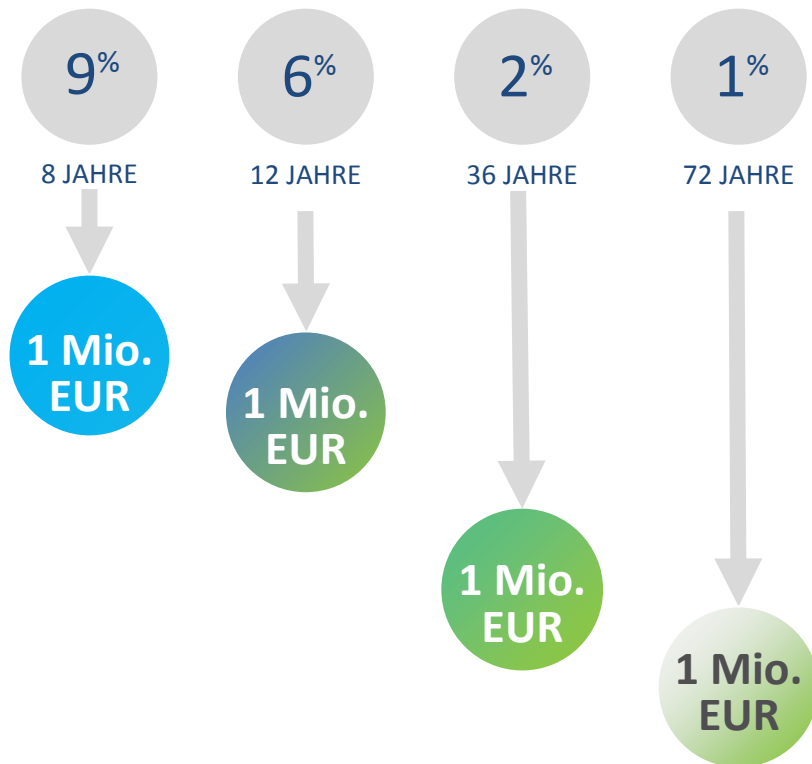 9%
6%
2%
1%
8 JAHRE
12 JAHRE
36 JAHRE
72 JAHRE
1 Mio.
EUR
1 Mio.
EUR
1 Mio.
EUR
1 Mio.
EUR